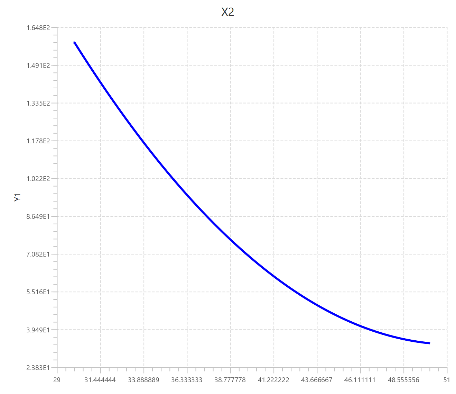 X2
1.648E2
1.491E2
1.335E2
1.178E2
1.022E2
8.649E1
7.082E1
5.516E1
3.949E1
2.383E1
Y1
29
31.444444
33.888889
36.333333
38.777778
41.222222
43.666667
46.111111
48.555556
51